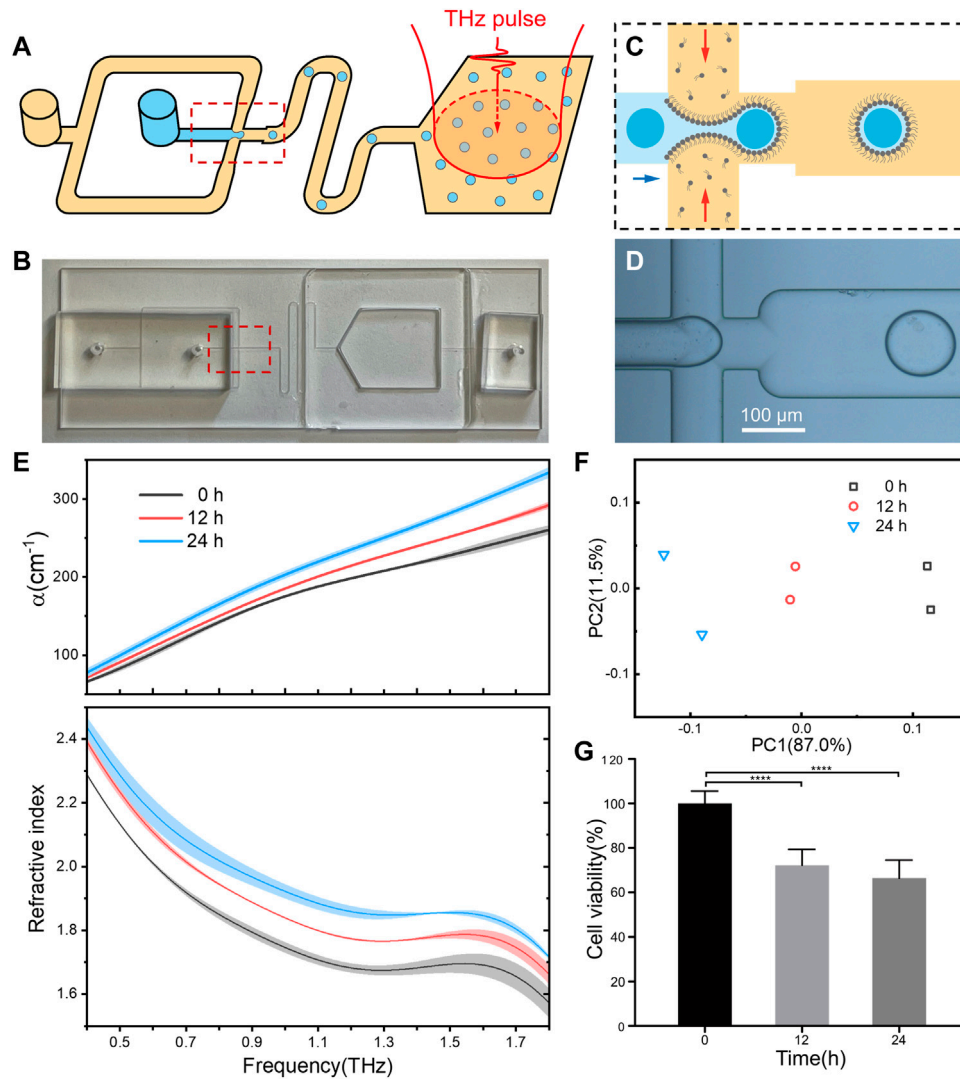 THz pulse
A
C
B
D
100 μm
E
0 h
12 h
24 h
300
200
100
α(cm⁻¹)
2.4
2.2
2.0
1.8
1.6
Refractive index
0.5 0.7 0.9 1.1 1.3 1.5 1.7
Frequency(THz)
F
0 h
12 h
24 h
0.1
0.0
-0.1
PC2(11.5%)
-0.1 0.0 0.1
PC1(87.0%)
G
****
****
120
100
80
60
40
20
0
Cell viability(%)
0 12 24
Time(h)